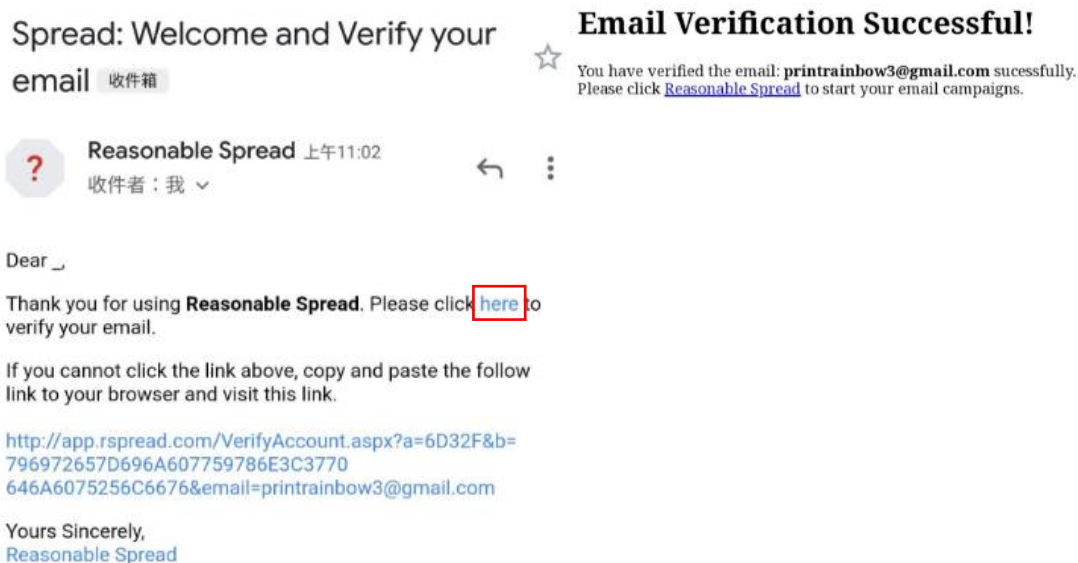 Spread: Welcome and Verify your
email 收件箱
Reasonable Spread 上午11:02
收件者：我
?
Dear _,
Thank you for using Reasonable Spread. Please click here to
verify your email.
If you cannot click the link above, copy and paste the follow
link to your browser and visit this link.
http://app.rspread.com/VerifyAccount.aspx?a=6D32F&b=
796972657D696A607759786E3C3770
646A6075256C6676&email=printrainbow3@gmail.com
Yours Sincerely,
Reasonable Spread
Email Verification Successful!
You have verified the email: printrainbow3@gmail.com sucessfully.
Please click Reasonable Spread to start your email campaigns.